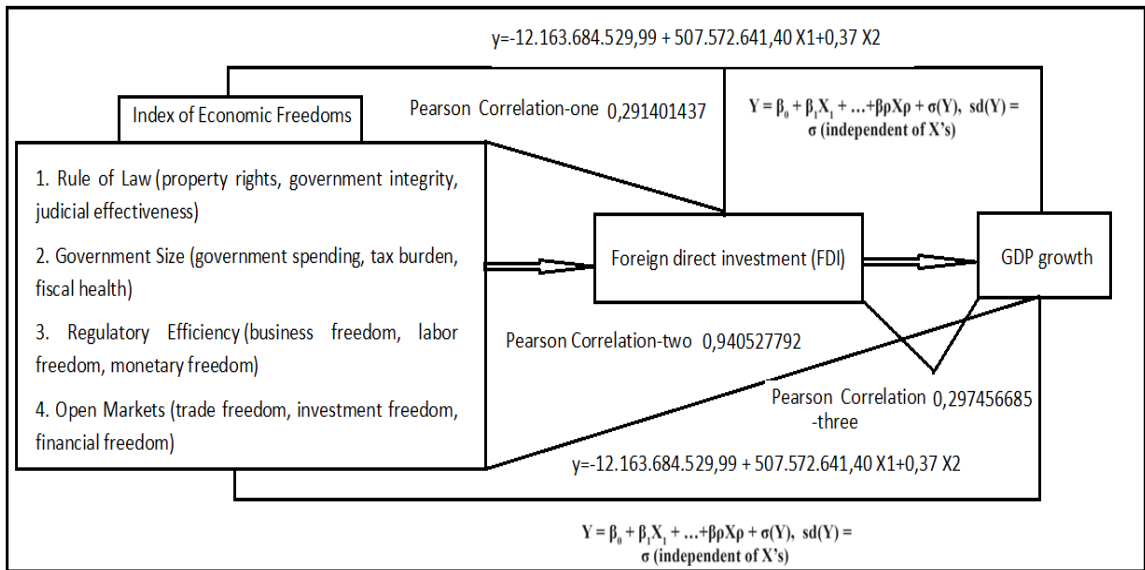 y=-12.163.684.529,99 + 507.572.641,40 X1+0,37 X2
Index of Economic Freedoms
Pearson Correlation-one 0,291401437
Y = β₀ + β₁X₁ + ...+βρXρ + σ(Y), sd(Y) =
σ (independent of X's)
1. Rule of Law (property rights, government integrity,
judicial effectiveness)
2. Government Size (government spending, tax burden,
fiscal health)
3. Regulatory Efficiency (business freedom, labor
freedom, monetary freedom)
4. Open Markets (trade freedom, investment freedom,
financial freedom)
Foreign direct investment (FDI)
GDP growth
Pearson Correlation-two 0,940527792
Pearson Correlation 0,297456685
-three
y=-12.163.684.529,99 + 507.572.641,40 X1+0,37 X2
Y = β₀ + β₁X₁ + ...+βρXρ + σ(Y), sd(Y) =
σ (independent of X's)